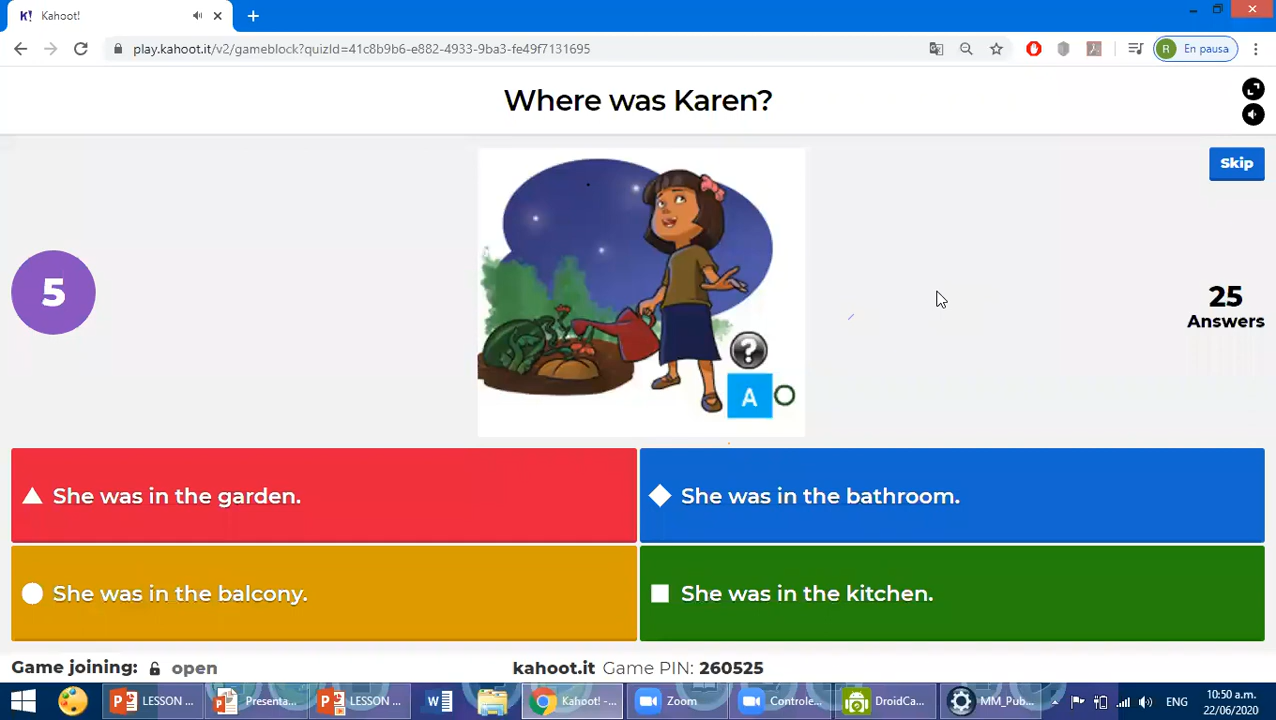 Kahoot!
play.kahoot.it/v2/gameblock?quizId=41c8b9b6-e882-4933-9ba3-fe49f7131695
R En pausa
Where was Karen?
Skip
5
25
Answers
?
A
She was in the garden.
She was in the bathroom.
She was in the balcony.
She was in the kitchen.
Game joining: open
kahoot.it Game PIN: 260525
LESSON ...
Presenta...
LESSON ...
Kahoot! -...
Zoom
Controle...
DroidCa...
MM_Pub...
ENG
10:50 a.m.
22/06/2020